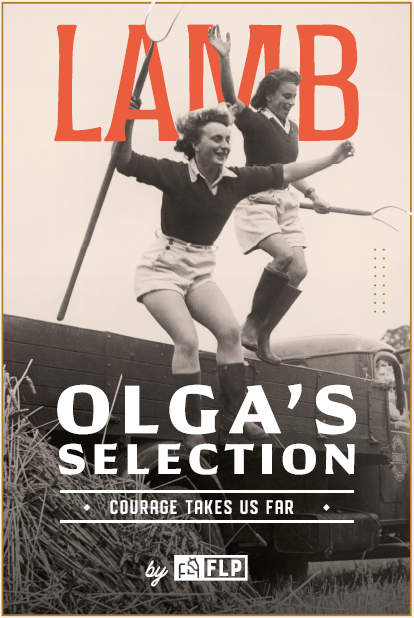 LAMB
OLGA'S
SELECTION
COURAGE TAKES US FAR
by FLP